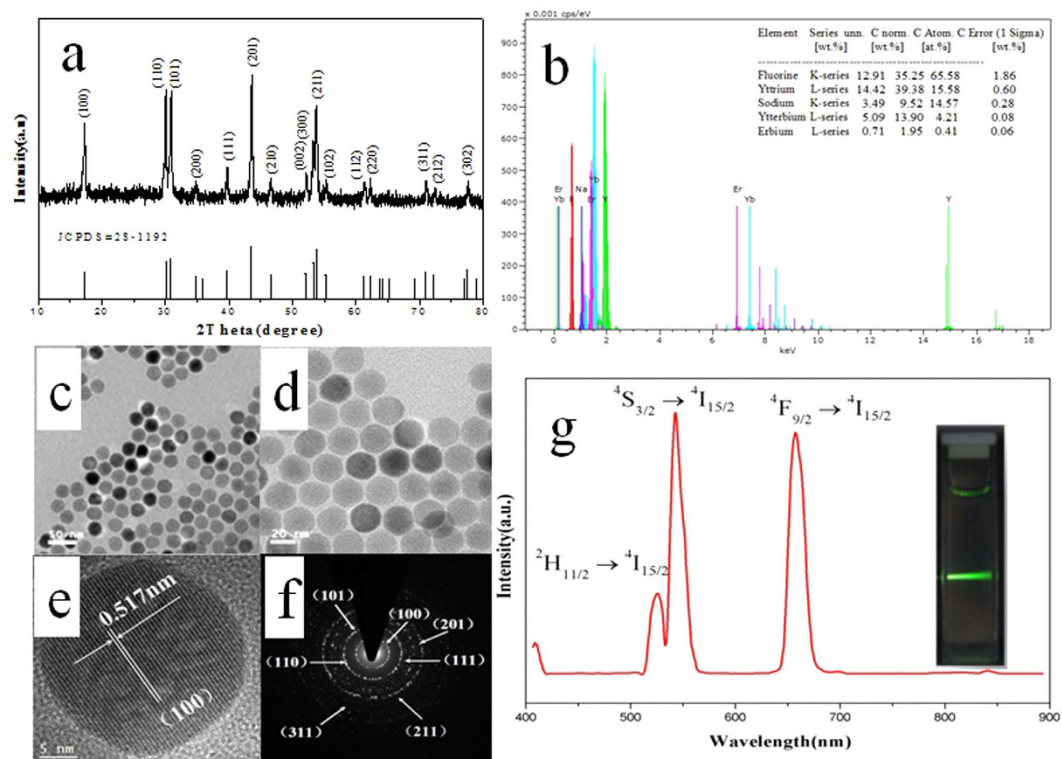 a
(100)
(110)
(101)
(200)
(111)
(201)
(210)
(002)
(300)
(211)
(102)
(112)
(220)
(311)
(212)
(302)
Intensity(a.u)
JCPDS=28-1192
10 20 30 40 50 60 70 80
2T heta(degree)
x 0.001 cps/eV
b
Element Series unn. C norm. C Atom. C Error (1 Sigma)
[wt.%] [wt.%] [at.%] [wt.%]
Fluorine K-series 12.91 35.25 65.58 1.86
Yttrium L-series 14.42 39.38 15.58 0.60
Sodium K-series 3.49 9.52 14.57 0.28
Ytterbium L-series 5.09 13.90 4.21 0.08
Erbium L-series 0.71 1.95 0.41 0.06
900
800
700
600
500
400
300
200
100
0
Er Yb Er Y
Yb F Na Er Y Yb
0 2 4 6 8 10 12 14 16 18
keV
c
50 nm
d
20 nm
e
0.517nm
(100)
5 nm
f
(101)
(100)
(201)
(110)
(111)
(311)
(211)
g
4S3/2 → 4I15/2
4F9/2 → 4I15/2
2H11/2 → 4I15/2
Intensity(a.u.)
400 500 600 700 800 900
Wavelength(nm)